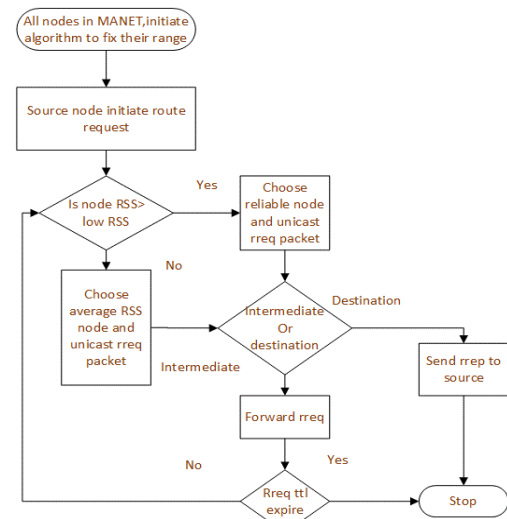 All nodes in MANET,initiate
algorithm to fix their range
Source node initiate route
request
Is node RSS>
low RSS
Yes
Choose
reliable node
and unicast
rreq packet
No
Choose
average RSS
node and
unicast rreq
packet
Intermediate
Or
destination
Destination
Intermediate
Send rrep to
source
Forward rreq
No
Yes
Rreq ttl
expire
Stop